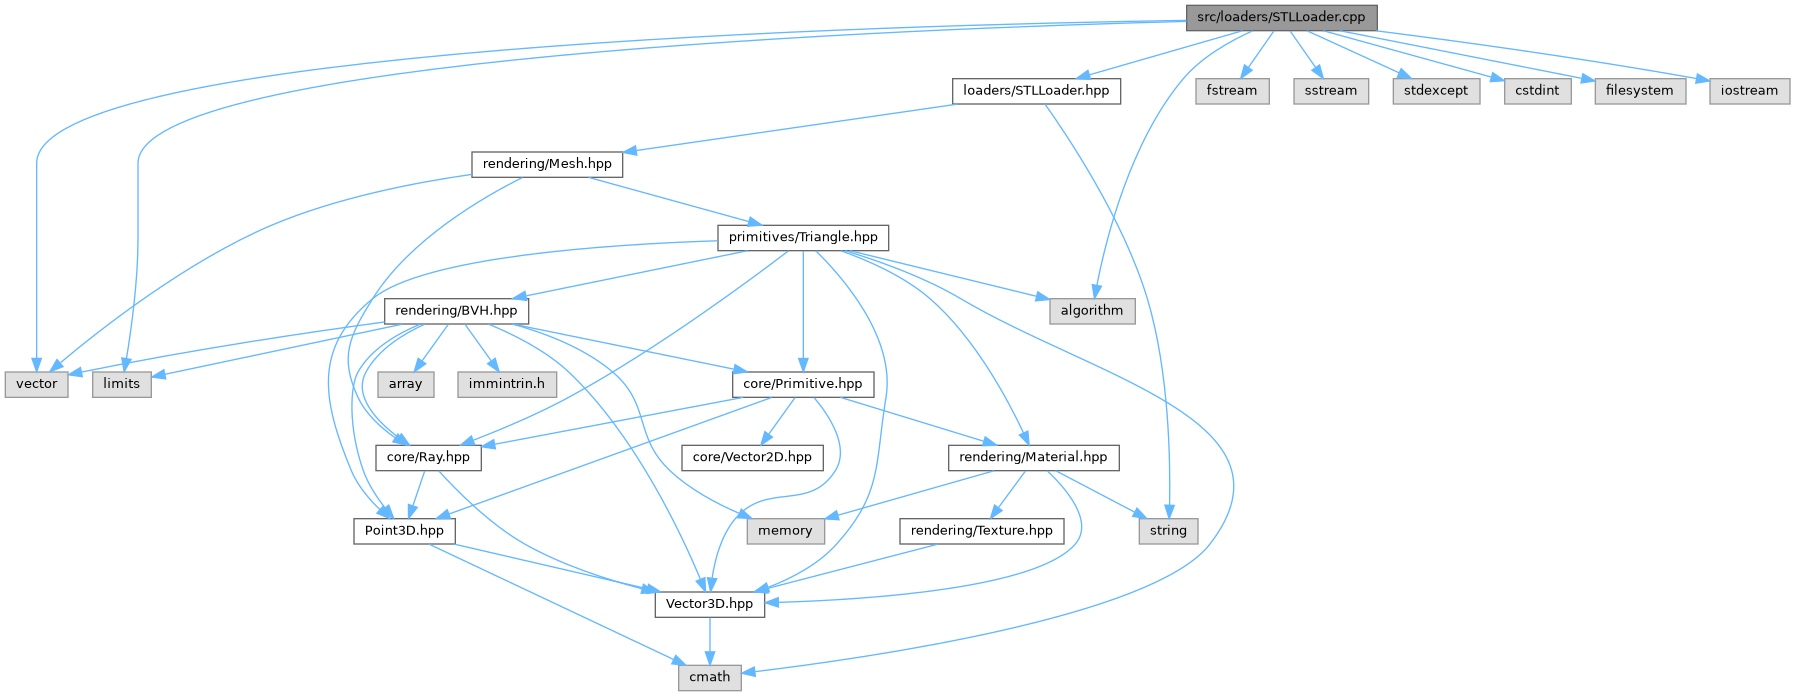 src/loaders/STLLoader.cpp
loaders/STLLoader.hpp
fstream
sstream
stdexcept
cstdint
filesystem
iostream
rendering/Mesh.hpp
primitives/Triangle.hpp
rendering/BVH.hpp
algorithm
vector
limits
array
immintrin.h
core/Primitive.hpp
core/Ray.hpp
core/Vector2D.hpp
rendering/Material.hpp
Point3D.hpp
memory
rendering/Texture.hpp
string
Vector3D.hpp
cmath